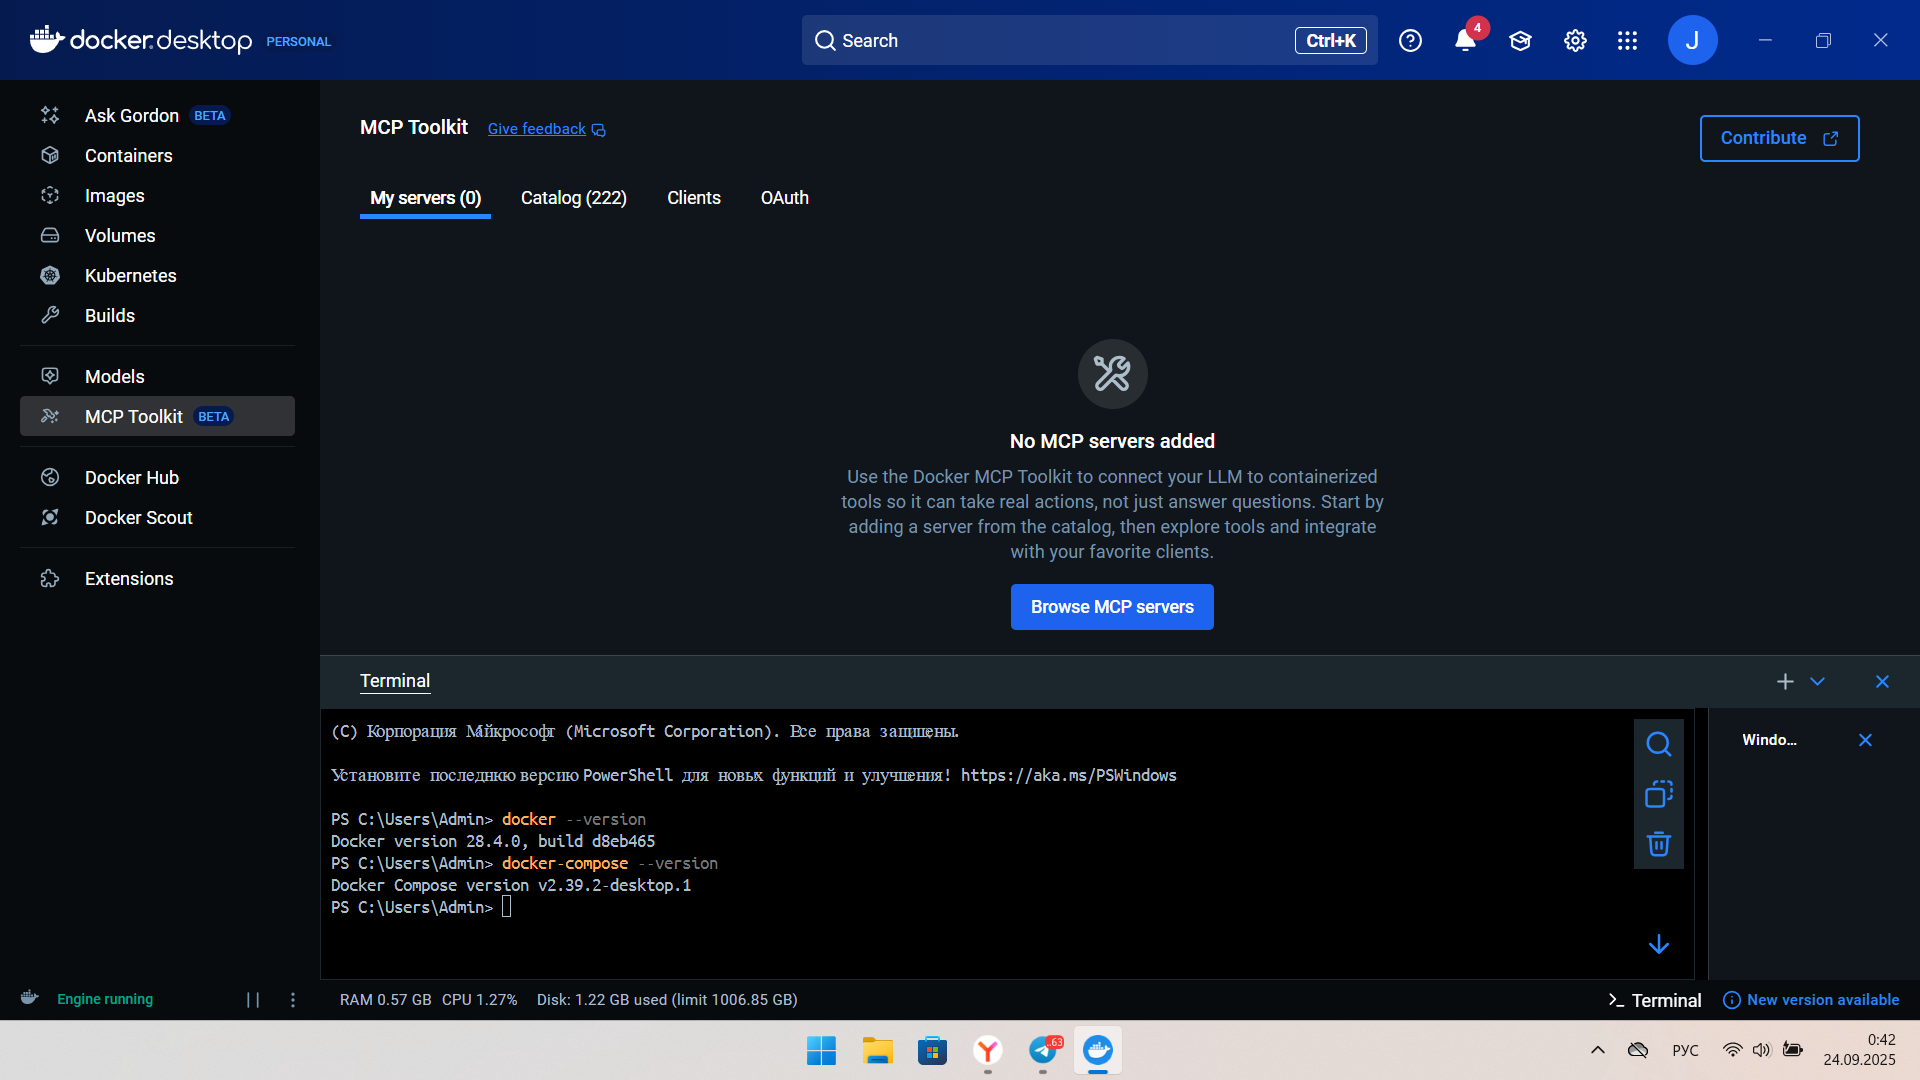 docker.desktop PERSONAL
Search Ctrl+K
4
J
Ask Gordon BETA
Containers
Images
Volumes
Kubernetes
Builds
Models
MCP Toolkit BETA
Docker Hub
Docker Scout
Extensions
MCP Toolkit Give feedback
Contribute
My servers (0) Catalog (222) Clients OAuth
No MCP servers added
Use the Docker MCP Toolkit to connect your LLM to containerized
tools so it can take real actions, not just answer questions. Start by
adding a server from the catalog, then explore tools and integrate
with your favorite clients.
Browse MCP servers
Terminal
(C) Корпорация Майкрософт (Microsoft Corporation). Все права защищены.
Установите последнюю версию PowerShell для новых функций и улучшения! https://aka.ms/PSWindows
PS C:\Users\Admin> docker --version
Docker version 28.4.0, build d8eb465
PS C:\Users\Admin> docker-compose --version
Docker Compose version v2.39.2-desktop.1
PS C:\Users\Admin>
Windo...
Engine running
RAM 0.57 GB CPU 1.27% Disk: 1.22 GB used (limit 1006.85 GB)
Terminal
New version available
.63
РУС
0:42
24.09.2025